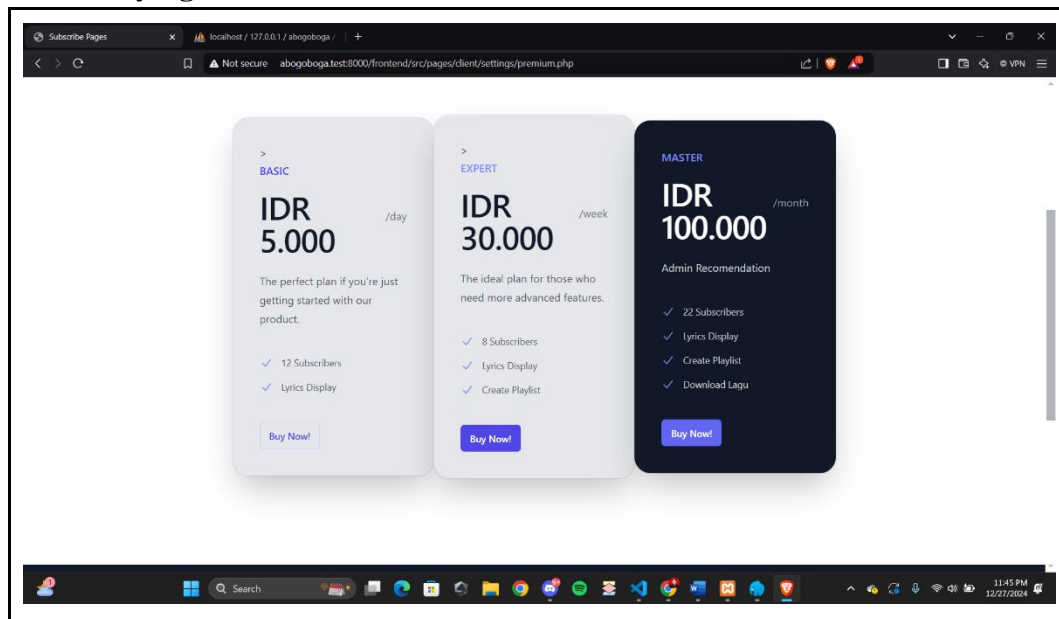 Subscribe Pages
localhost / 127.0.0.1 / abogoboga /
Not secure abogoboga.test:8000/frontend/src/pages/client/settings/premium.php
VPN
>
BASIC
IDR
5.000
/day
The perfect plan if you're just
getting started with our
product.
12 Subscribers
Lyrics Display
Buy Now!
>
EXPERT
IDR
30.000
/week
The ideal plan for those who
need more advanced features.
8 Subscribers
Lyrics Display
Create Playlist
Buy Now!
MASTER
IDR
100.000
/month
Admin Recomendation
22 Subscribers
Lyrics Display
Create Playlist
Download Lagu
Buy Now!
Search
11:45 PM
12/27/2024